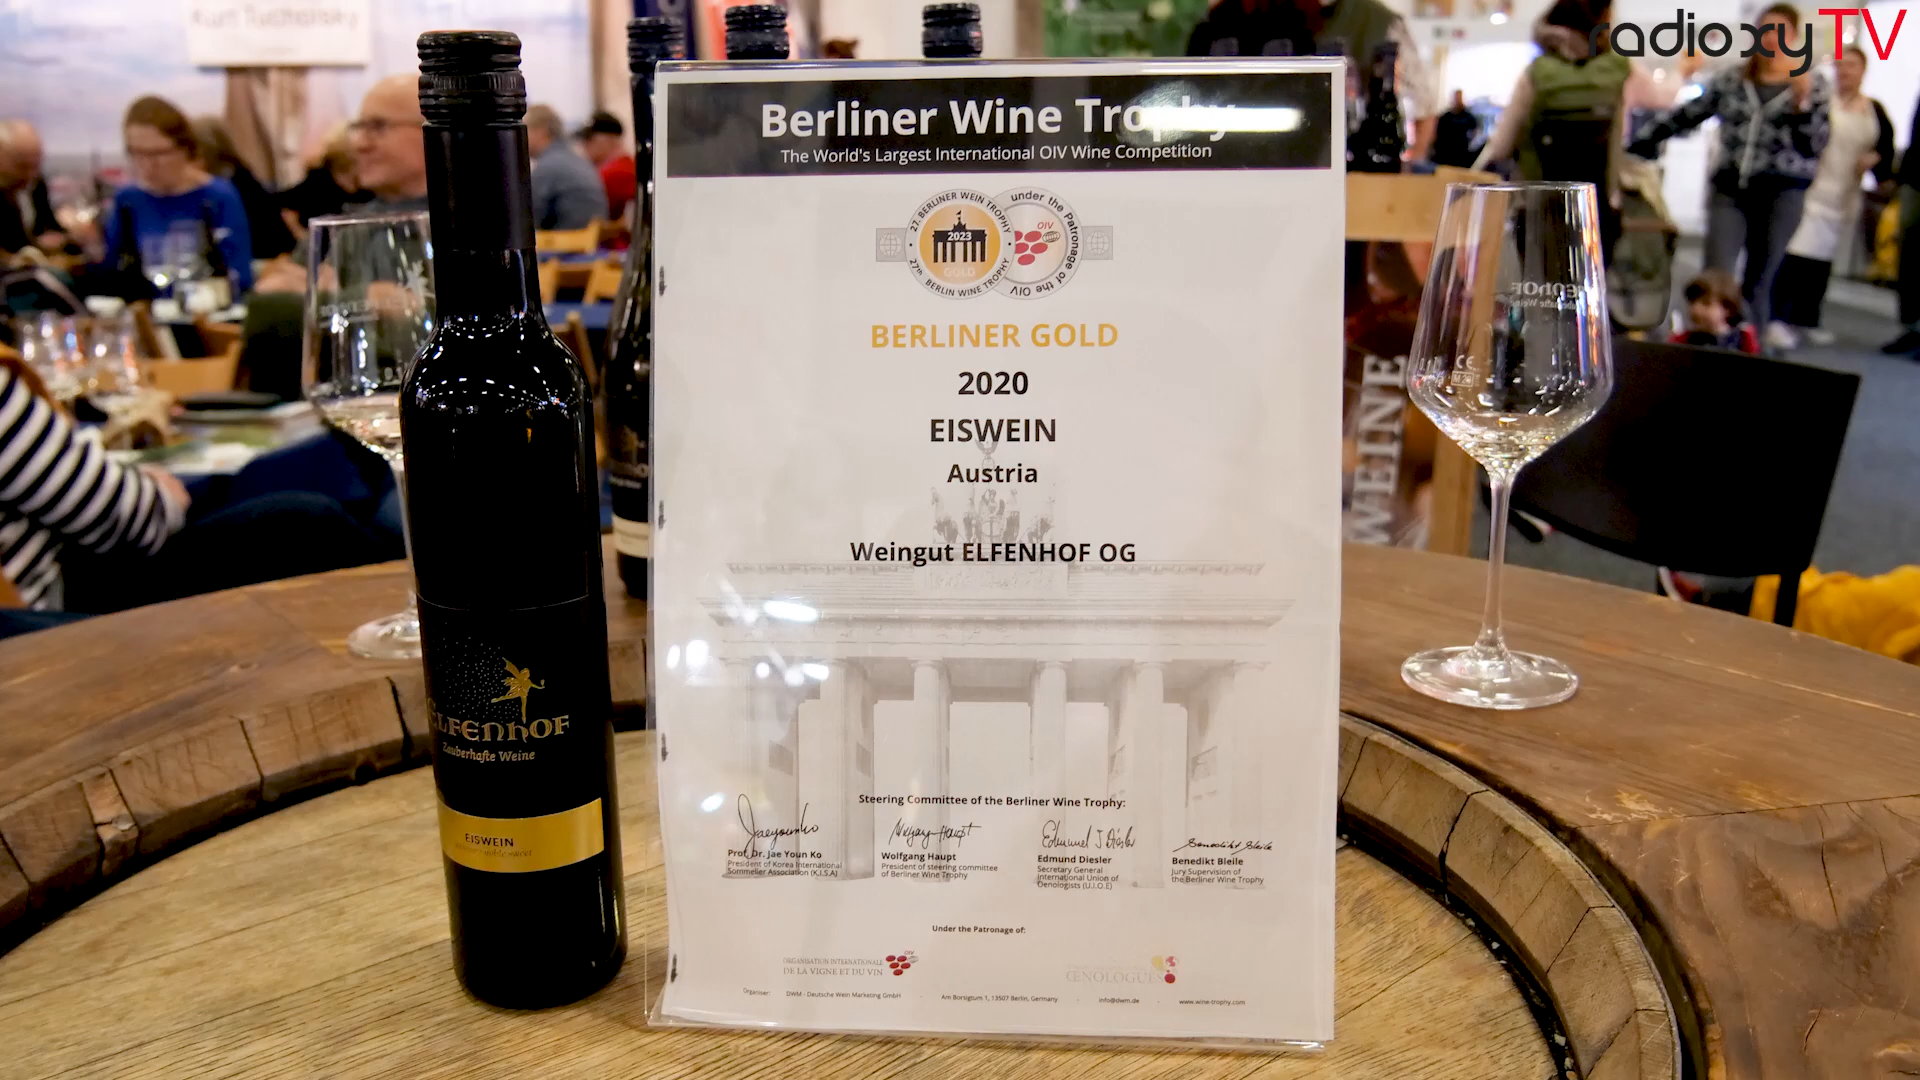 Kurt Tucholsky
radioxyTV
Berliner Wine Trophy
The World's Largest International OIV Wine Competition
27. BERLINER WEIN TROPHY
2023
GOLD
27th BERLIN WINE TROPHY
under the Patronage of the OIV
OIV
BERLINER GOLD
2020
EISWEIN
Austria
Weingut ELFENHOF OG
Steering Committee of the Berliner Wine Trophy:
Prof. Dr. Jae Youn Ko
President of Korea International
Sommelier Association (K.I.S.A)
Wolfgang Haupt
President of steering committee
of Berliner Wine Trophy
Edmund Diesler
Secretary General
International Union of
Oenologists (U.I.O.E)
Benedikt Bleile
Jury Supervision of
the Berliner Wine Trophy
Under the Patronage of:
ORGANISATION INTERNATIONALE
DE LA VIGNE ET DU VIN
OIV
ŒNOLOGUES
Organiser: DWM - Deutsche Wein Marketing GmbH - Am Borsigturm 1, 13507 Berlin, Germany - info@dwm.de - www.wine-trophy.com
ELFENHOF
Zauberhafte Weine
EISWEIN
WEINE
CE